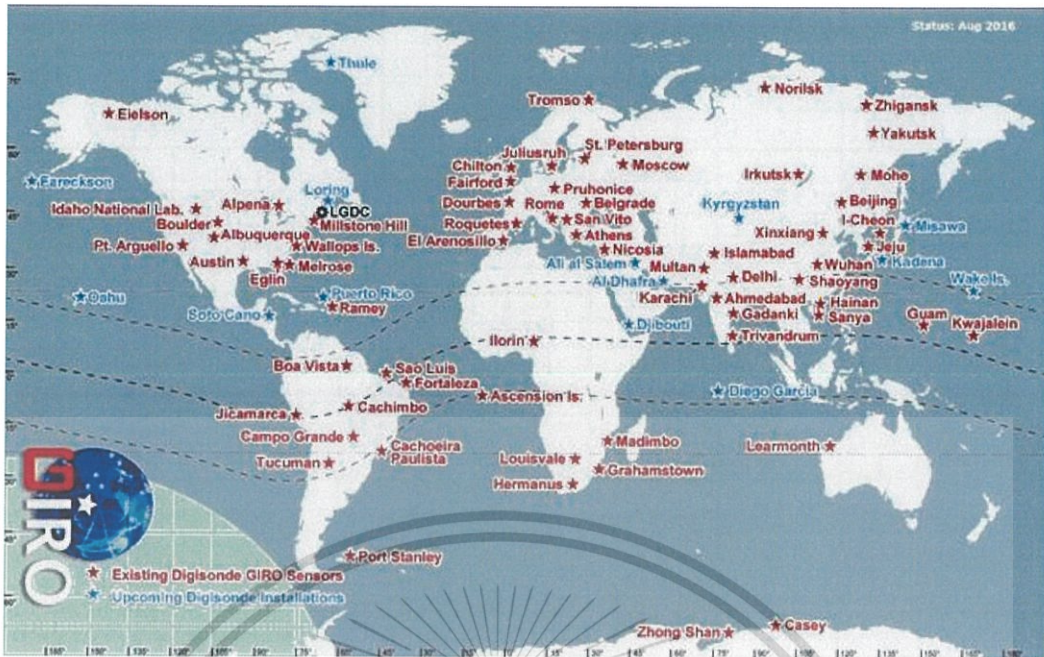 Status: Aug 2016
Thule
Tromso
Norilsk
Eielson
Zhigansk
Yakutsk
Juliusruh
St. Petersburg
Chilton
Moscow
Irkutsk
Mohe
Eareckson
Loring
Fairford
Pruhonice
Idaho National Lab.
Alpena
LGDC
Dourbes
Rome
Belgrade
Kyrgyzstan
Beijing
Boulder
Millstone Hill
Roquetes
San Vito
I-Cheon
Misawa
Albuquerque
Xinxiang
Pt. Arguello
Wallops Is.
El Arenosillo
Athens
Nicosia
Islamabad
Jeju
Austin
Melrose
Ali al Salem
Multan
Wuhan
Kadena
Eglin
Al Dhafra
Delhi
Shaoyang
Wake Is.
Oahu
Puerto Rico
Karachi
Ahmedabad
Hainan
Soto Cano
Ramey
Gadanki
Sanya
Guam
Djibouti
Kwajalein
Ilorin
Trivandrum
Boa Vista
Sao Luis
Fortaleza
Ascension Is.
Diego Garcia
Jicamarca
Cachimbo
Campo Grande
Cachoeira
Paulista
Madimbo
Learmonth
Tucuman
Louisvale
Grahamstown
Hermanus
GIRO
Port Stanley
Existing Digisonde GIRO Sensors
Upcoming Digisonde Installations
Zhong Shan
Casey